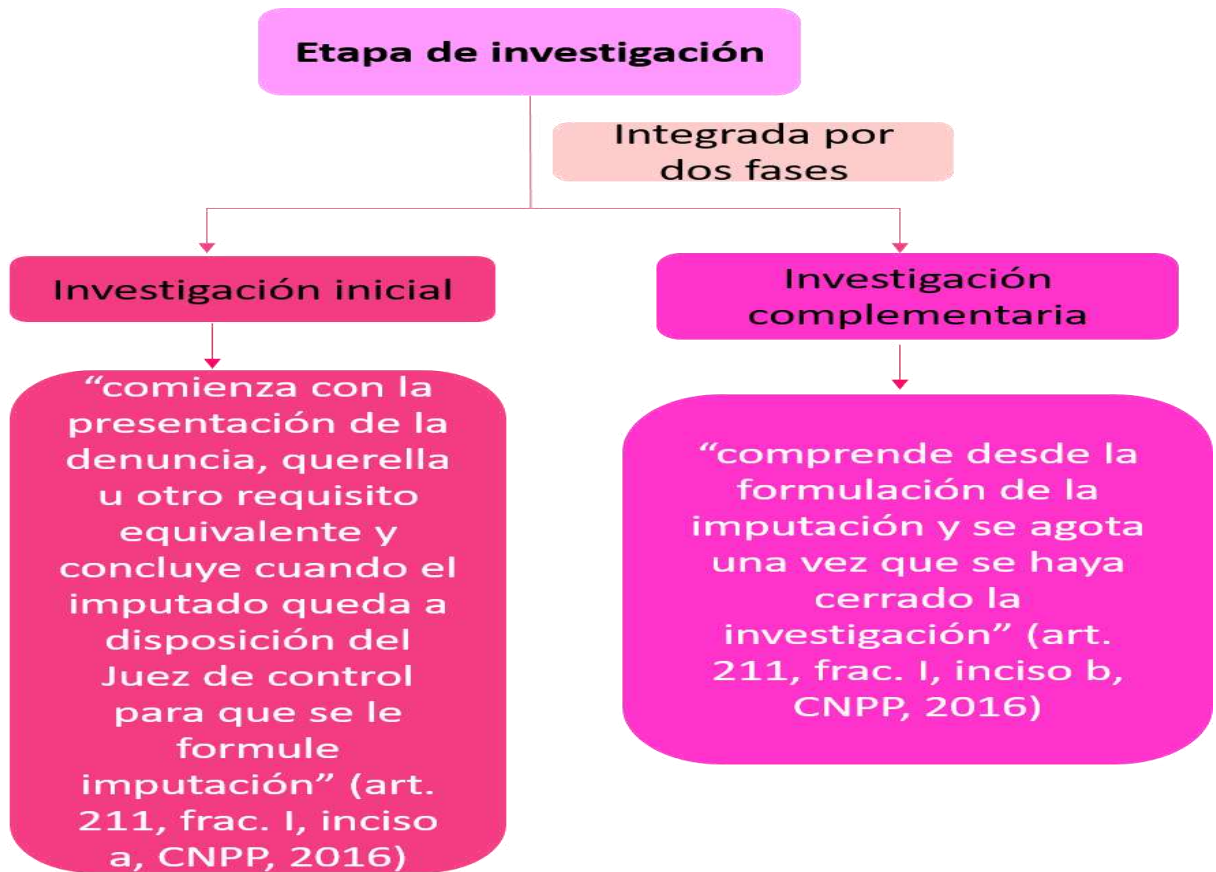 Etapa de investigación
Integrada por
dos fases
Investigación inicial
“comienza con la
presentación de la
denuncia, querella
u otro requisito
equivalente y
concluye cuando el
imputado queda a
disposición del
Juez de control
para que se le
formule
imputación” (art.
211, frac. I, inciso
a, CNPP, 2016)
Investigación
complementaria
“comprende desde la
formulación de la
imputación y se agota
una vez que se haya
cerrado la
investigación” (art.
211, frac. I, inciso b,
CNPP, 2016)